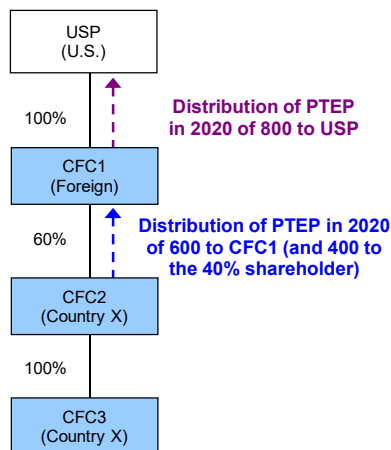 USP
(U.S.)
100%
Distribution of PTEP
in 2020 of 800 to USP
CFC1
(Foreign)
60%
Distribution of PTEP in 2020
of 600 to CFC1 (and 400 to
the 40% shareholder)
CFC2
(Country X)
100%
CFC3
(Country X)